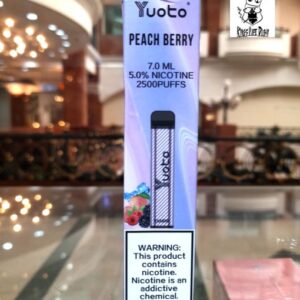 Yuoto
PEACH BERRY
7.0 ML
5.0% NICOTINE
2500PUFFS
Yuoto
WARNING:
This product
contains
nicotine.
Nicotine is an
addictive
chemical.